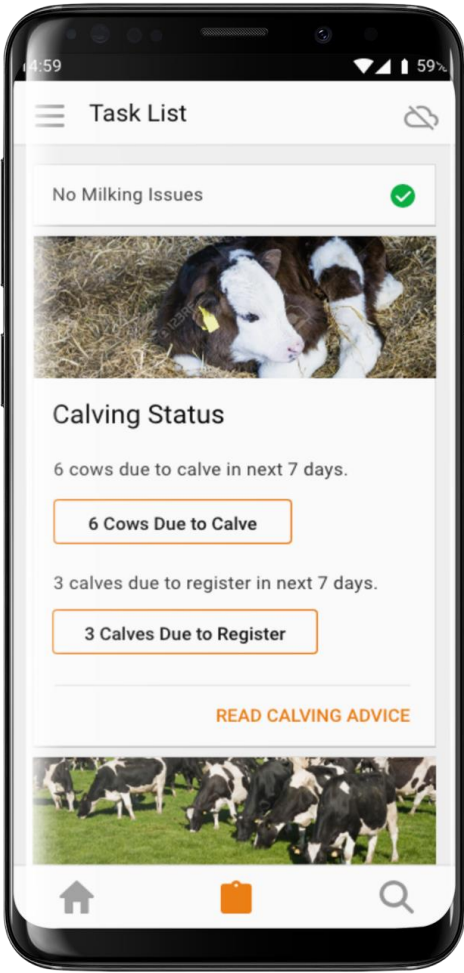 4:59
59%
Task List
No Milking Issues
123RF
Calving Status
6 cows due to calve in next 7 days.
6 Cows Due to Calve
3 calves due to register in next 7 days.
3 Calves Due to Register
READ CALVING ADVICE